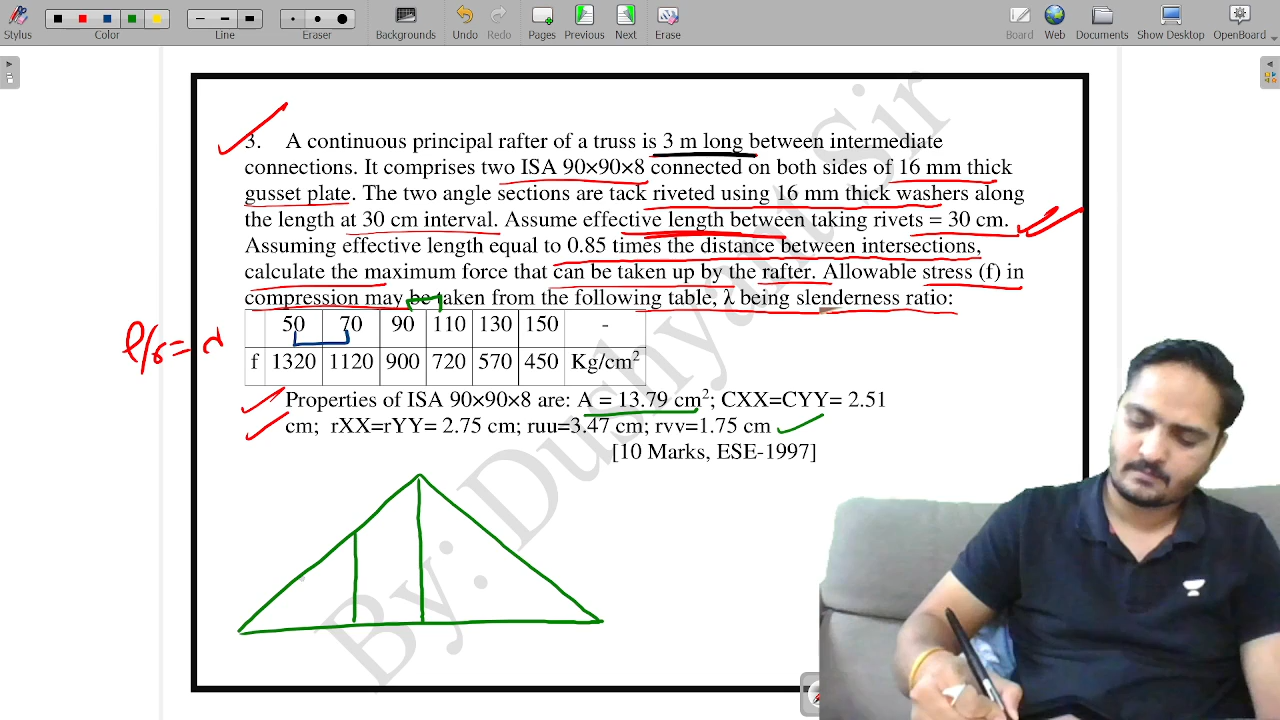 Stylus
Color
Line
Eraser
Backgrounds
Undo
Redo
Pages
Previous
Next
Erase
Board
Web
Documents
Show Desktop
OpenBoard
3. A continuous principal rafter of a truss is 3 m long between intermediate
connections. It comprises two ISA 90×90×8 connected on both sides of 16 mm thick
gusset plate. The two angle sections are tack riveted using 16 mm thick washers along
the length at 30 cm interval. Assume effective length between taking rivets = 30 cm.
Assuming effective length equal to 0.85 times the distance between intersections,
calculate the maximum force that can be taken up by the rafter. Allowable stress (f) in
compression may be taken from the following table, λ being slenderness ratio:
50 70 90 110 130 150 -
f 1320 1120 900 720 570 450 Kg/cm²
Properties of ISA 90×90×8 are: A = 13.79 cm²; CXX=CYY= 2.51
cm; rXX=rYY= 2.75 cm; ruu=3.47 cm; rvv=1.75 cm
[10 Marks, ESE-1997]
By: Dushyant Sir